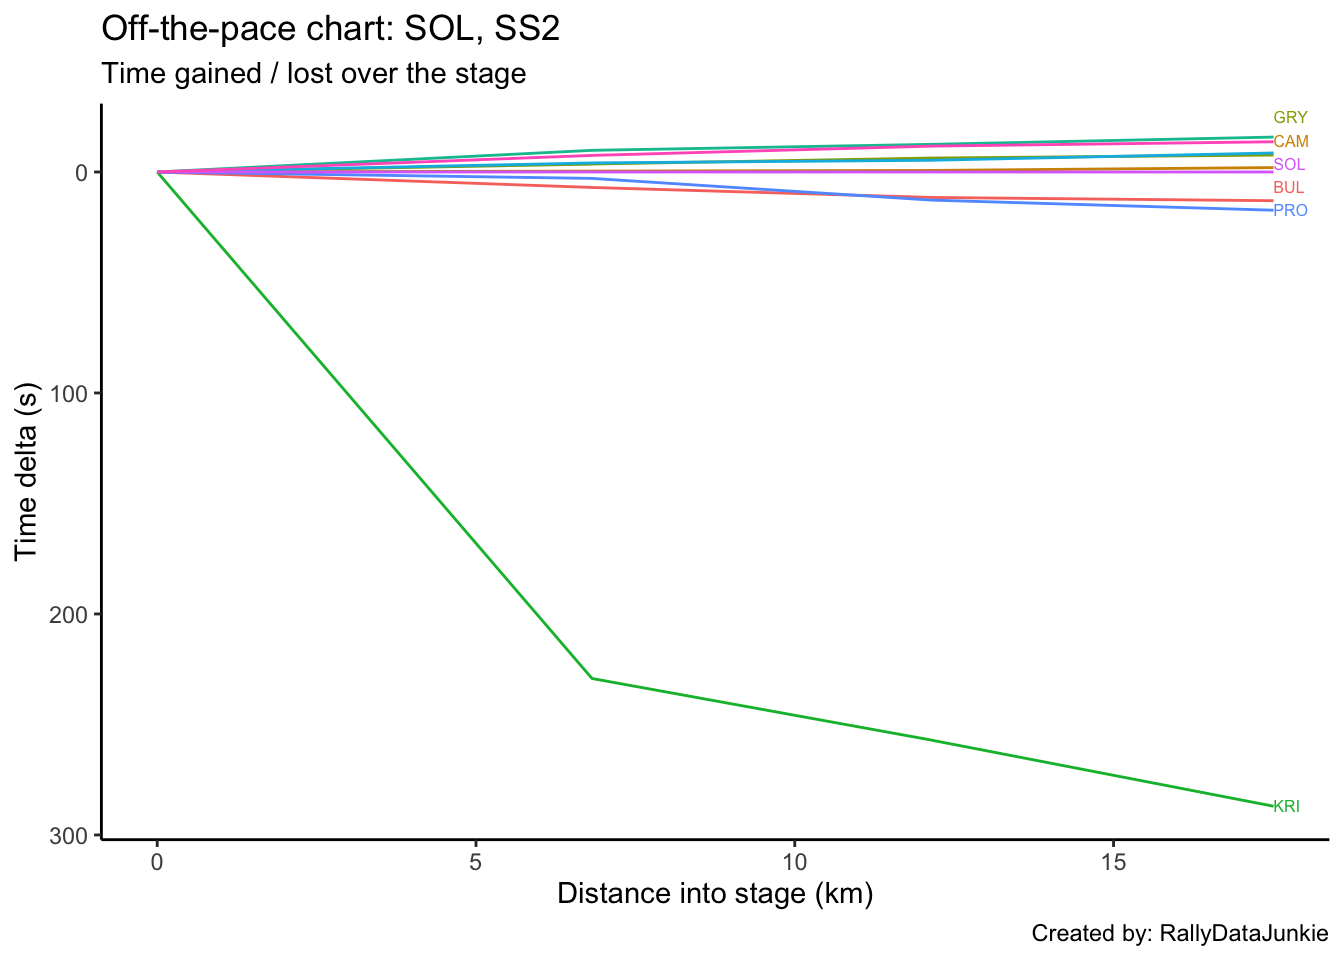 Off-the-pace chart: SOL, SS2
Time gained / lost over the stage
GRY
CAM
SOL
BUL
PRO
KRI
0
100
200
300
Time delta (s)
0
5
10
15
Distance into stage (km)
Created by: RallyDataJunkie